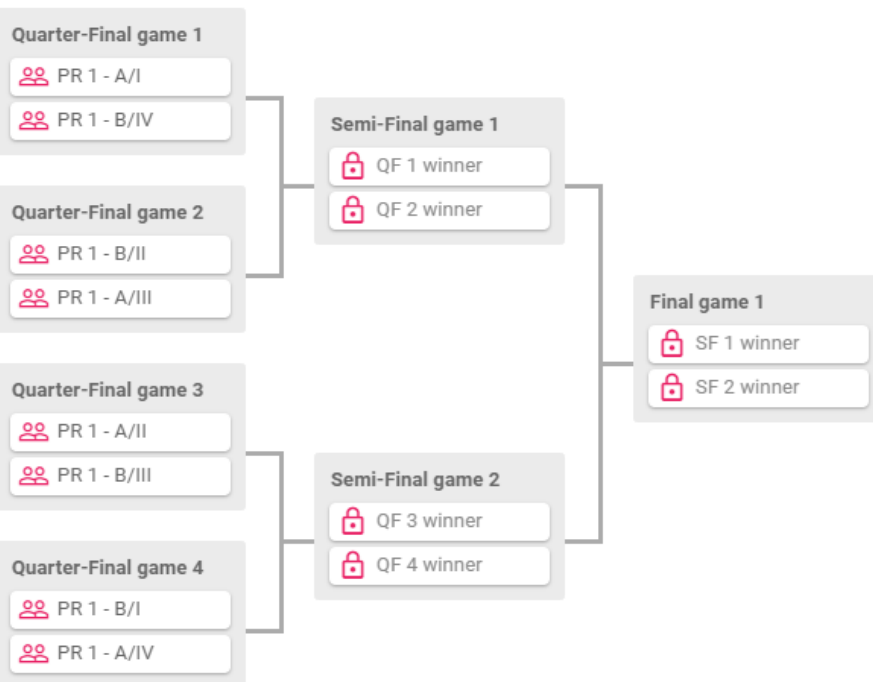 Quarter-Final game 1
PR 1 - A/I
PR 1 - B/IV
Quarter-Final game 2
PR 1 - B/II
PR 1 - A/III
Quarter-Final game 3
PR 1 - A/II
PR 1 - B/III
Quarter-Final game 4
PR 1 - B/I
PR 1 - A/IV
Semi-Final game 1
QF 1 winner
QF 2 winner
Semi-Final game 2
QF 3 winner
QF 4 winner
Final game 1
SF 1 winner
SF 2 winner